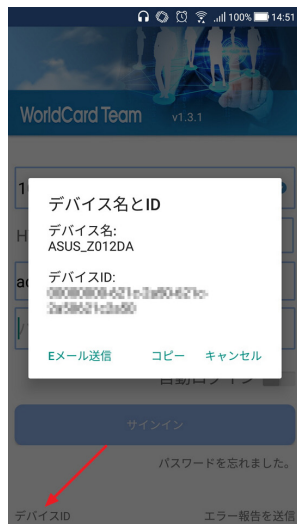 100% 14:51
WorldCard Team v1.3.1
デバイス名とID
デバイス名:
ASUS_Z012DA
デバイスID:
Eメール送信 コピー キャンセル
自動ログイン
サインイン
パスワードを忘れました。
デバイスID エラー報告を送信